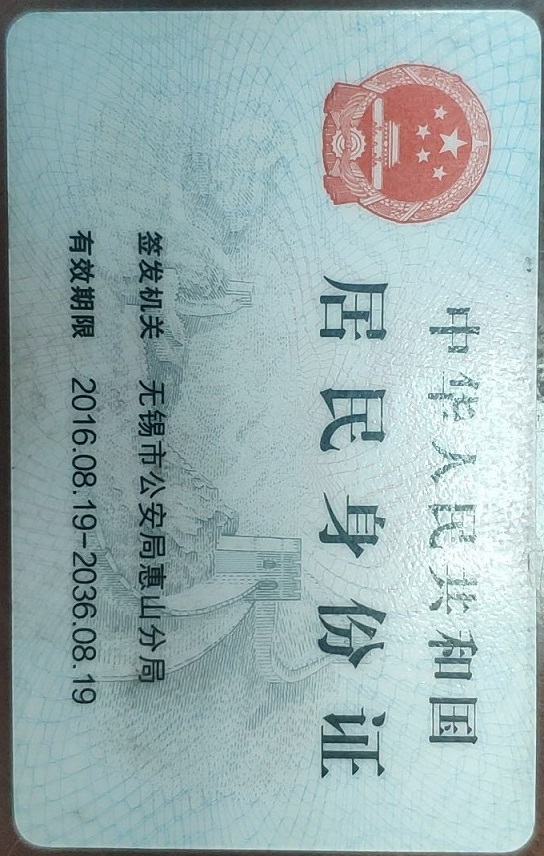 中华人民共和国
居民身份证
签发机关 无锡市公安局惠山分局
有效期限 2016.08.19-2036.08.19